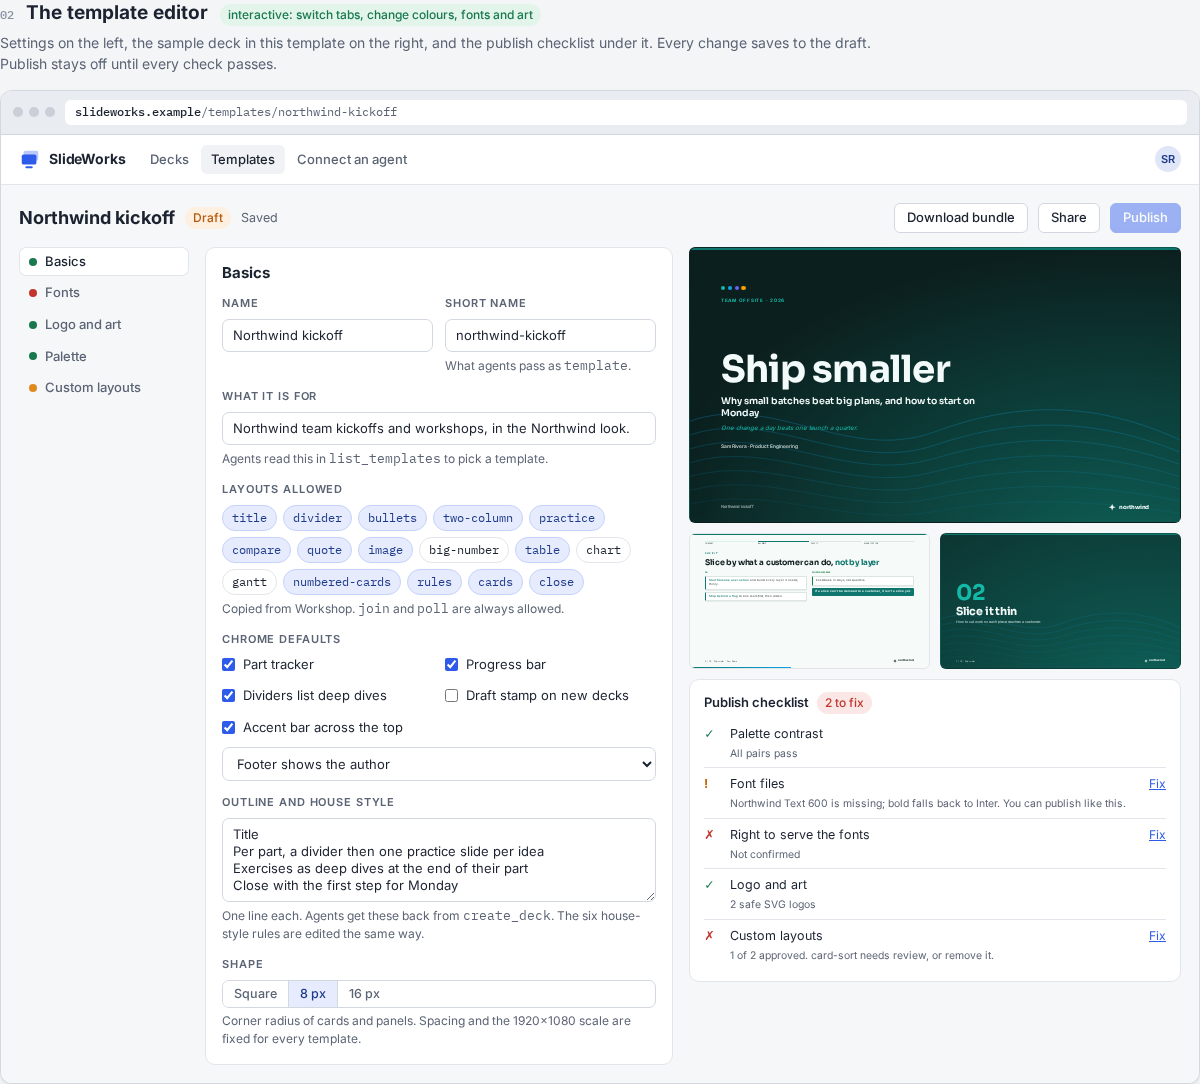 02 The template editor interactive: switch tabs, change colours, fonts and art
Settings on the left, the sample deck in this template on the right, and the publish checklist under it. Every change saves to the draft.
Publish stays off until every check passes.
slideworks.example/templates/northwind-kickoff
SlideWorks Decks Templates Connect an agent SR
Northwind kickoff Draft Saved Download bundle Share Publish
Basics
Fonts
Logo and art
Palette
Custom layouts
Basics
NAME SHORT NAME
Northwind kickoff northwind-kickoff
What agents pass as template.
WHAT IT IS FOR
Northwind team kickoffs and workshops, in the Northwind look.
Agents read this in list_templates to pick a template.
LAYOUTS ALLOWED
title divider bullets two-column practice
compare quote image big-number table chart
gantt numbered-cards rules cards close
Copied from Workshop. join and poll are always allowed.
CHROME DEFAULTS
Part tracker Progress bar
Dividers list deep dives Draft stamp on new decks
Accent bar across the top
Footer shows the author
OUTLINE AND HOUSE STYLE
Title
Per part, a divider then one practice slide per idea
Exercises as deep dives at the end of their part
Close with the first step for Monday
One line each. Agents get these back from create_deck. The six house-
style rules are edited the same way.
SHAPE
Square 8 px 16 px
Corner radius of cards and panels. Spacing and the 1920×1080 scale are
fixed for every template.
TEAM OFFSITE · 2026
Ship smaller
Why small batches beat big plans, and how to start on
Monday
One change a day beats one launch a quarter.
Sam Rivera · Product Engineering
Northwind kickoff northwind
Slice by what a customer can do, not by layer
northwind
02
Slice it thin
northwind
Publish checklist 2 to fix
✓ Palette contrast
All pairs pass
! Font files Fix
Northwind Text 600 is missing; bold falls back to Inter. You can publish like this.
✗ Right to serve the fonts Fix
Not confirmed
✓ Logo and art
2 safe SVG logos
✗ Custom layouts Fix
1 of 2 approved. card-sort needs review, or remove it.